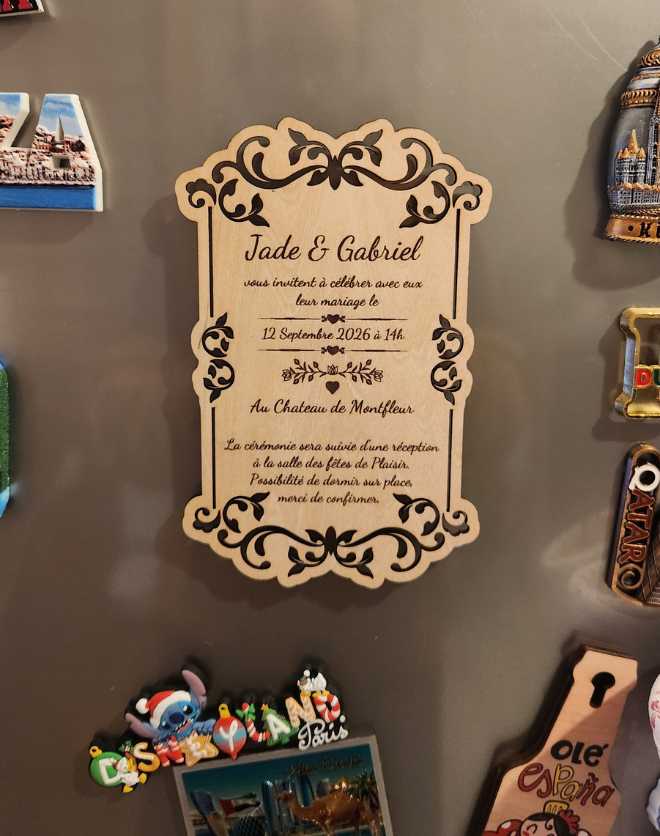 ZA
Jade & Gabriel
vous invitent à célébrer avec eux
leur mariage le
12 Septembre 2026 à 14h
Au Chateau de Montfleur
La cérémonie sera suivie d'une réception
à la salle des fêtes de Plaisir.
Possibilité de dormir sur place,
merci de confirmer.
DU
QATAR
DISNEYLAND
Paris
olé
españa